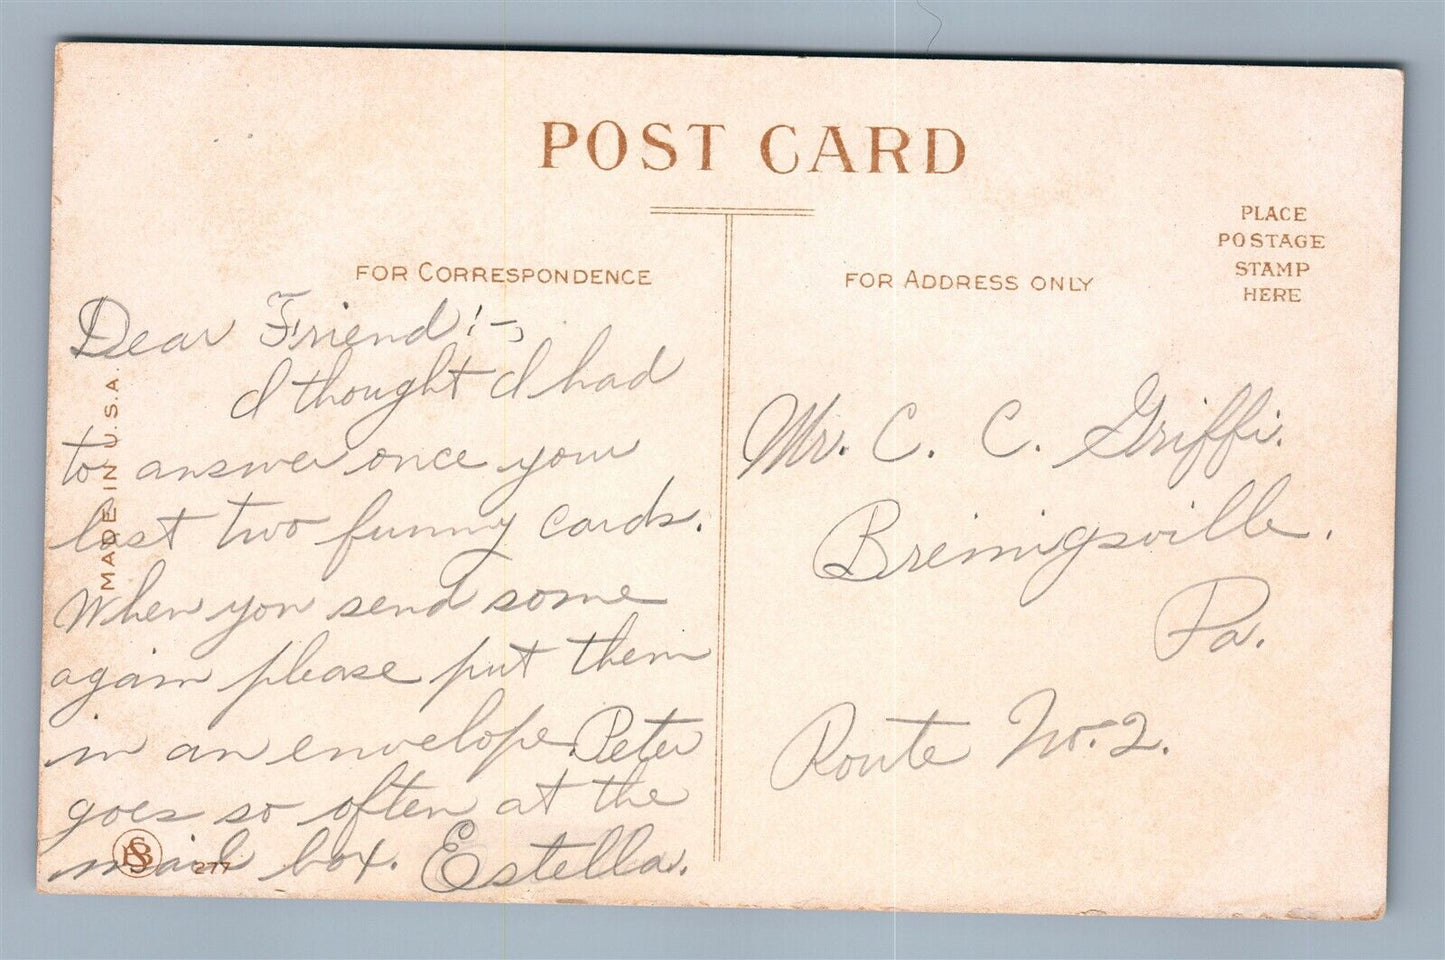 POST CARD
FOR CORRESPONDENCE
FOR ADDRESS ONLY
PLACE
POSTAGE
STAMP
HERE
MADE IN U.S.A.
Dear Friend:-
I thought I had
to answer once your
last two funny cards.
When you send some
again please put them
in an envelope. Peter
goes so often at the
mail box. Estella.
277
Mr. C. C. Griffi.
Breinigsville.
Pa.
Route No. 2.